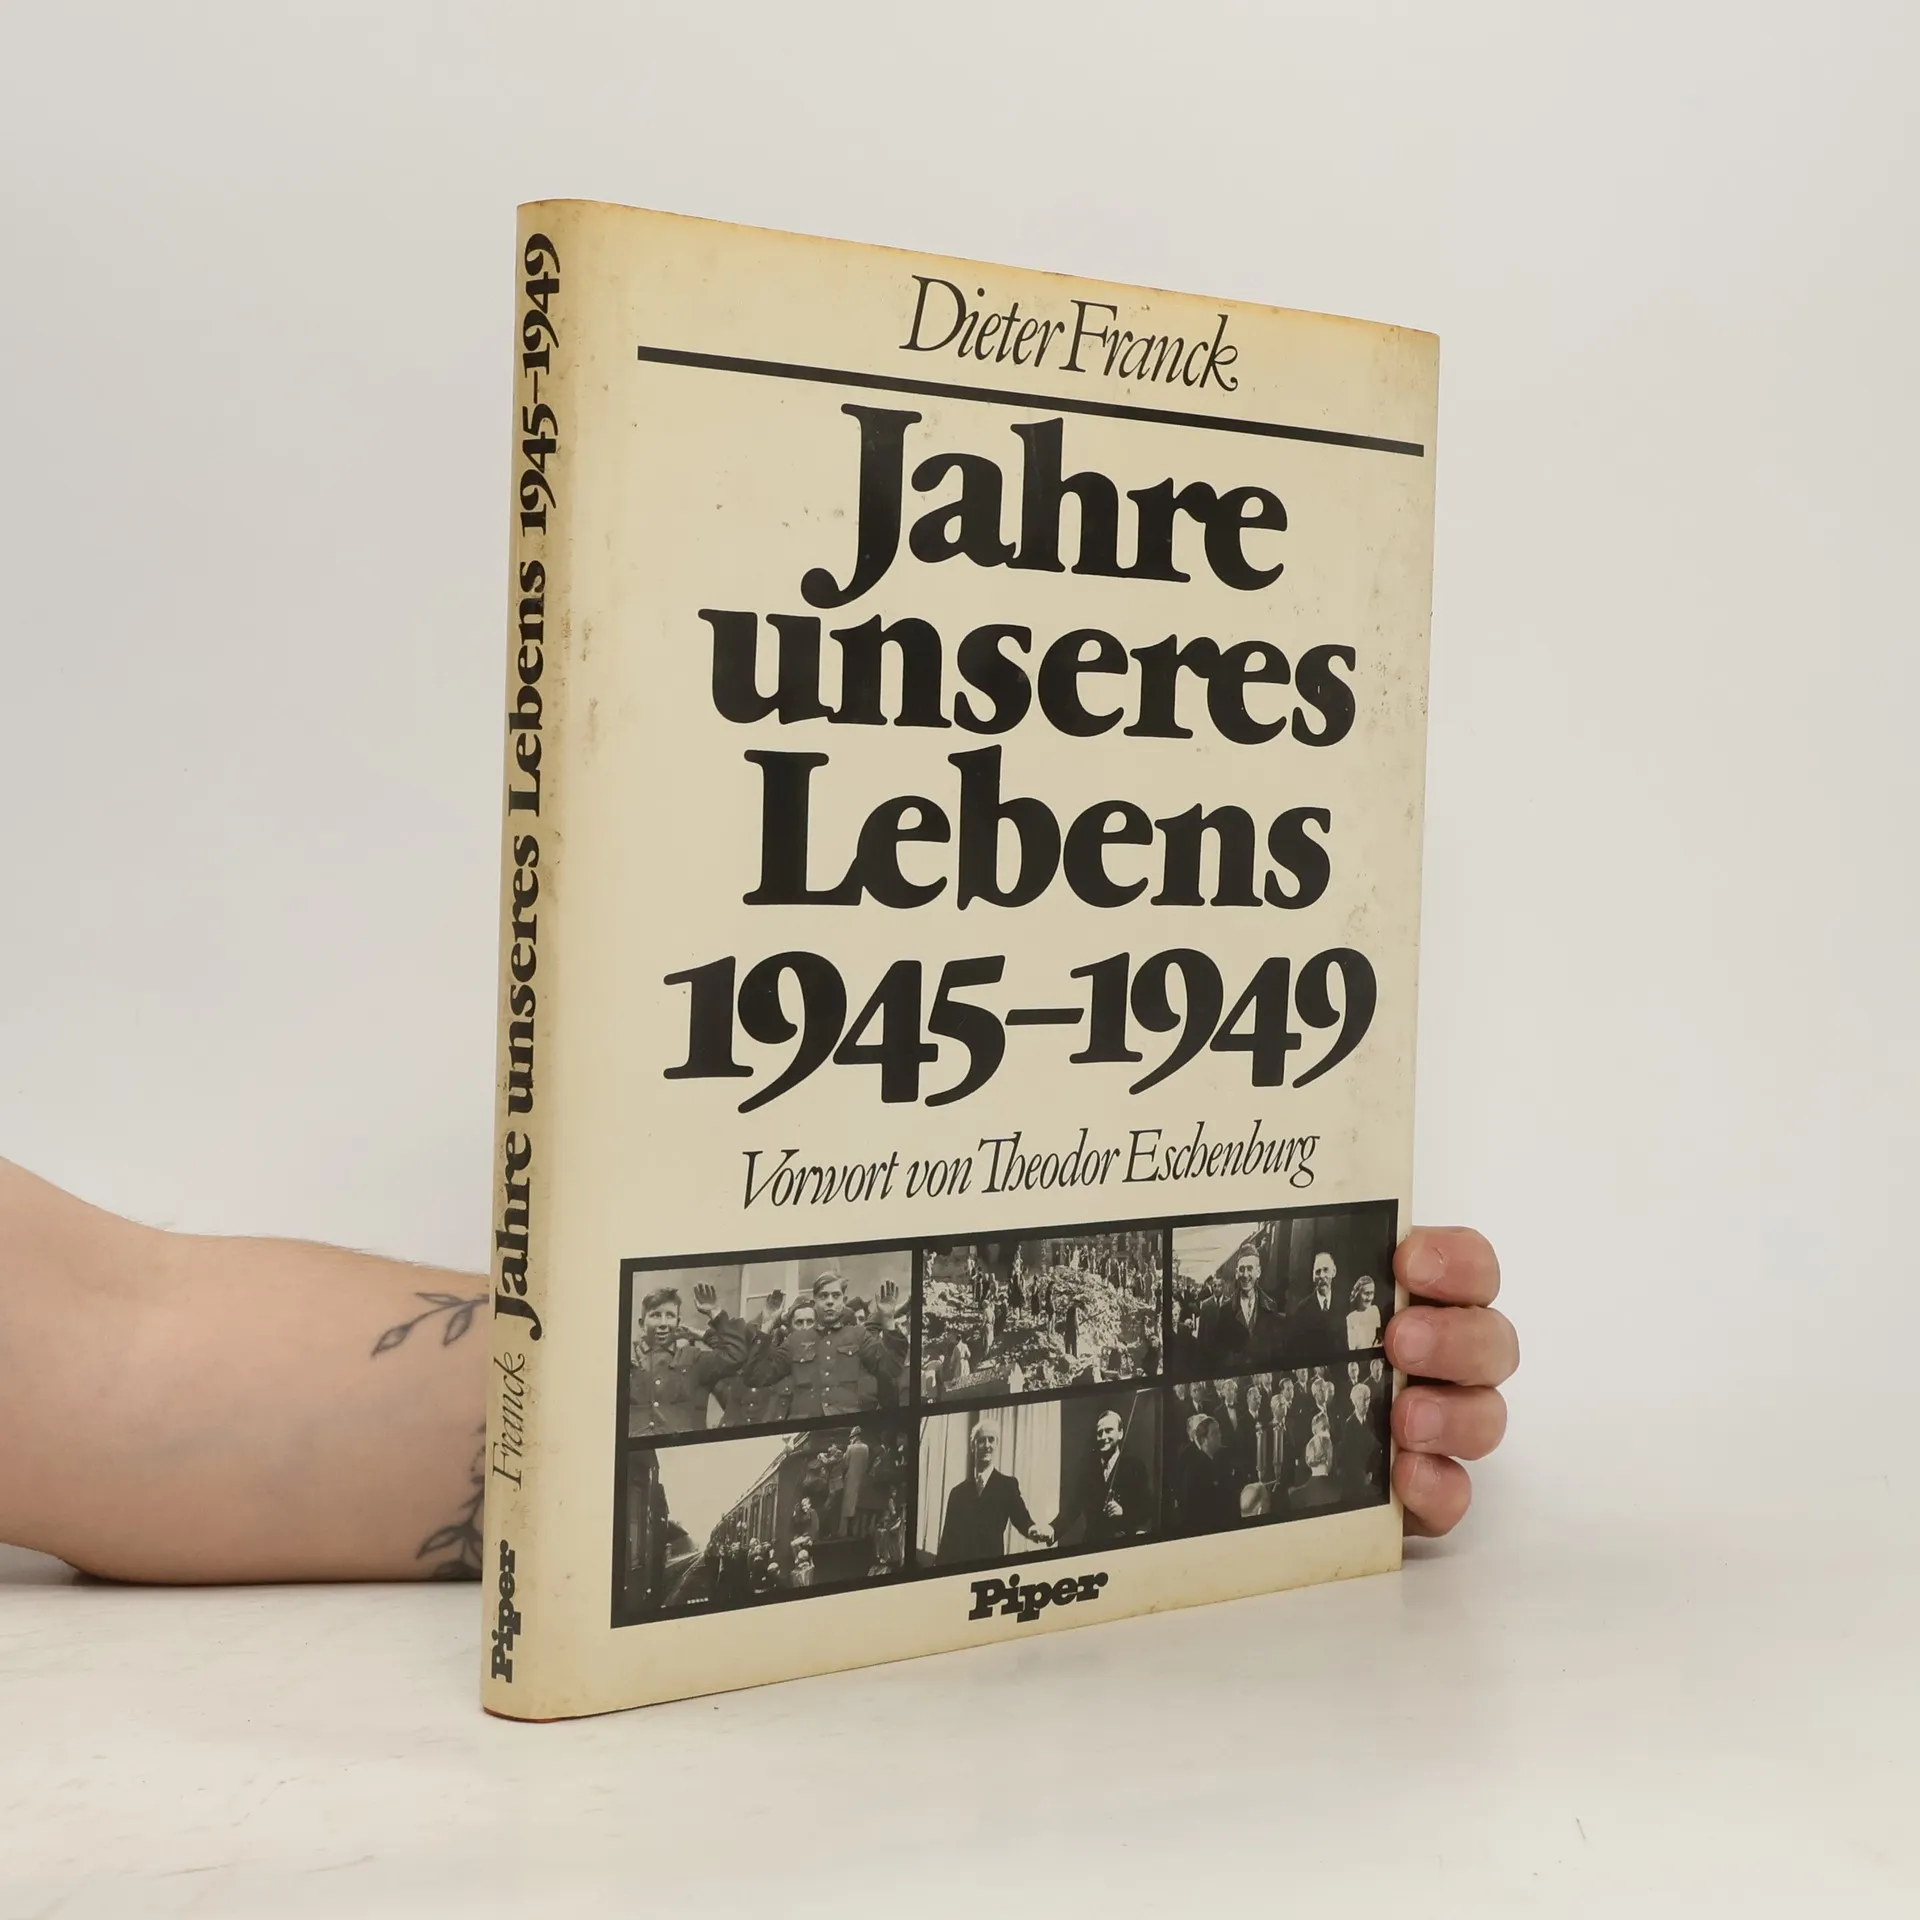 Dieter Franck
Jahre
unseres
Lebens
1945–1949
Vorwort von Theodor Eschenburg
Piper
Piper Franck Jahre unseres Lebens 1945–1949